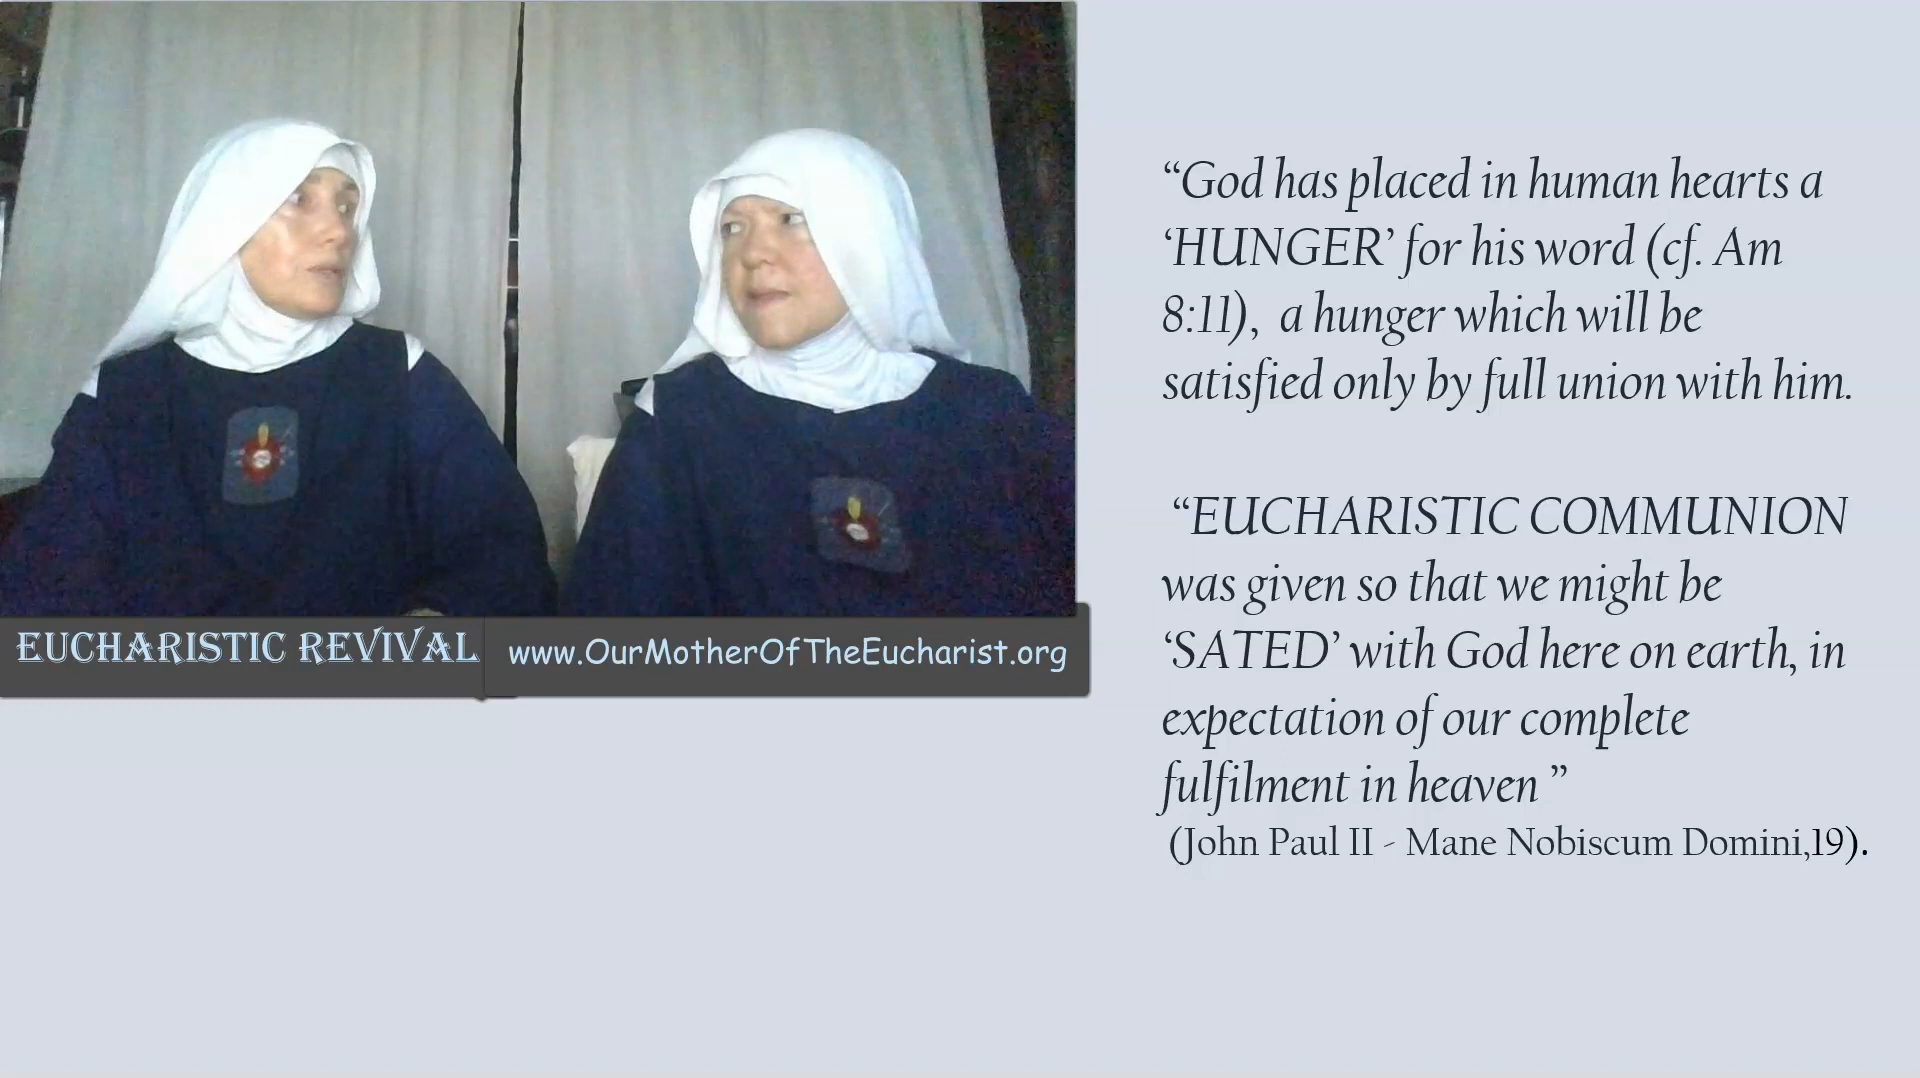 EUCHARISTIC REVIVAL
www.OurMotherOfTheEucharist.org
“God has placed in human hearts a
‘HUNGER’ for his word (cf. Am
8:11),  a hunger which will be
satisfied only by full union with him.
“EUCHARISTIC COMMUNION
was given so that we might be
‘SATED’ with God here on earth, in
expectation of our complete
fulfilment in heaven ”
(John Paul II - Mane Nobiscum Domini,19).